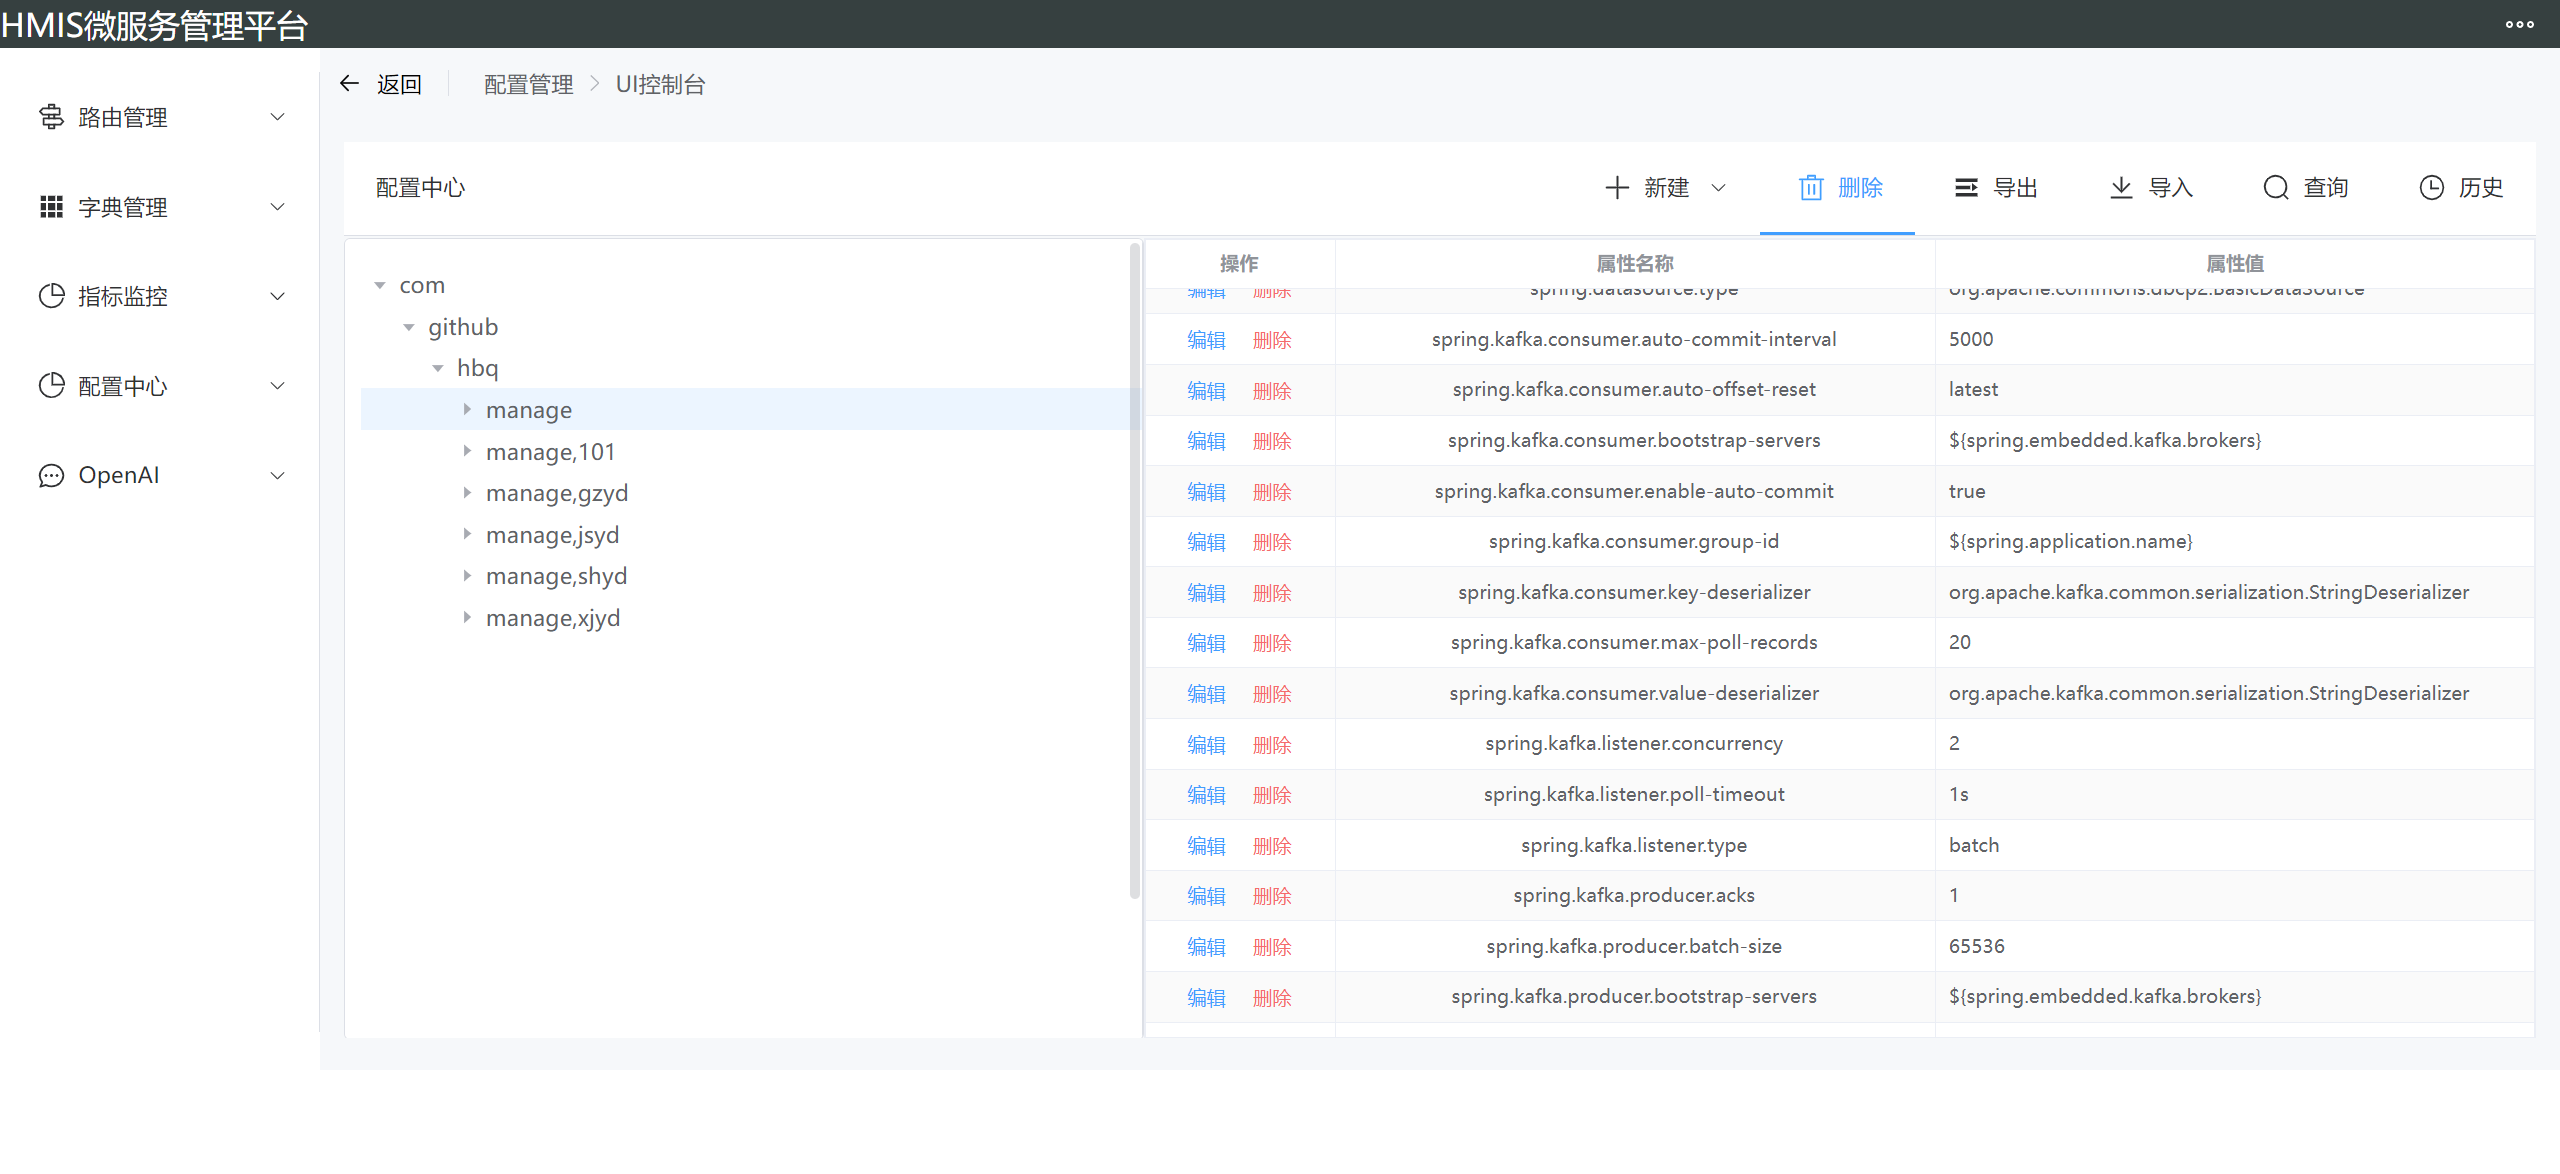 HMIS微服务管理平台
路由管理
字典管理
指标监控
配置中心
OpenAI
返回 配置管理 UI控制台
配置中心 新建 删除 导出 导入 查询 历史
com
github
hbq
manage
manage,101
manage,gzyd
manage,jsyd
manage,shyd
manage,xjyd
操作 属性名称 属性值
编辑 删除 spring.datasource.type org.apache.commons.dbcp2.BasicDataSource
编辑 删除 spring.kafka.consumer.auto-commit-interval 5000
编辑 删除 spring.kafka.consumer.auto-offset-reset latest
编辑 删除 spring.kafka.consumer.bootstrap-servers ${spring.embedded.kafka.brokers}
编辑 删除 spring.kafka.consumer.enable-auto-commit true
编辑 删除 spring.kafka.consumer.group-id ${spring.application.name}
编辑 删除 spring.kafka.consumer.key-deserializer org.apache.kafka.common.serialization.StringDeserializer
编辑 删除 spring.kafka.consumer.max-poll-records 20
编辑 删除 spring.kafka.consumer.value-deserializer org.apache.kafka.common.serialization.StringDeserializer
编辑 删除 spring.kafka.listener.concurrency 2
编辑 删除 spring.kafka.listener.poll-timeout 1s
编辑 删除 spring.kafka.listener.type batch
编辑 删除 spring.kafka.producer.acks 1
编辑 删除 spring.kafka.producer.batch-size 65536
编辑 删除 spring.kafka.producer.bootstrap-servers ${spring.embedded.kafka.brokers}